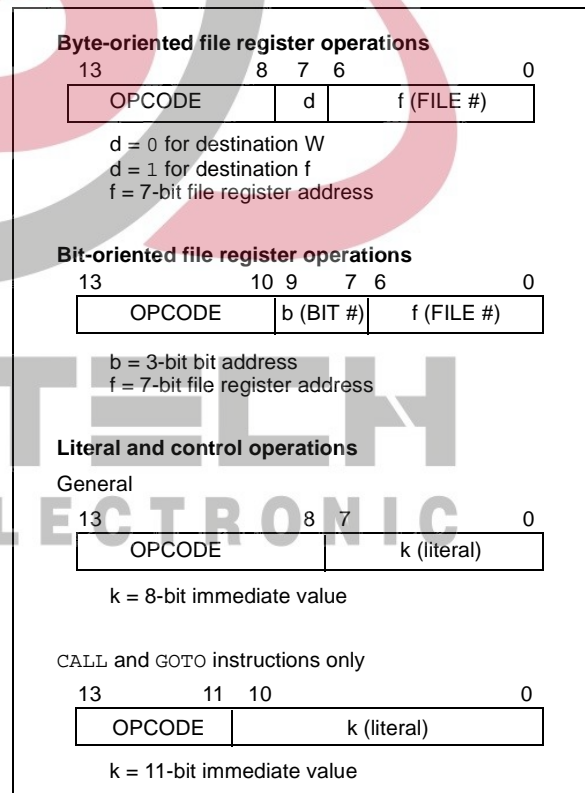 Byte-oriented file register operations
13 8 7 6 0
OPCODE d f (FILE #)
d = 0 for destination W
d = 1 for destination f
f = 7-bit file register address
Bit-oriented file register operations
13 10 9 7 6 0
OPCODE b (BIT #) f (FILE #)
b = 3-bit bit address
f = 7-bit file register address
Literal and control operations
General
13 8 7 0
OPCODE k (literal)
k = 8-bit immediate value
CALL and GOTO instructions only
13 11 10 0
OPCODE k (literal)
k = 11-bit immediate value
TECH
LECTRONIC